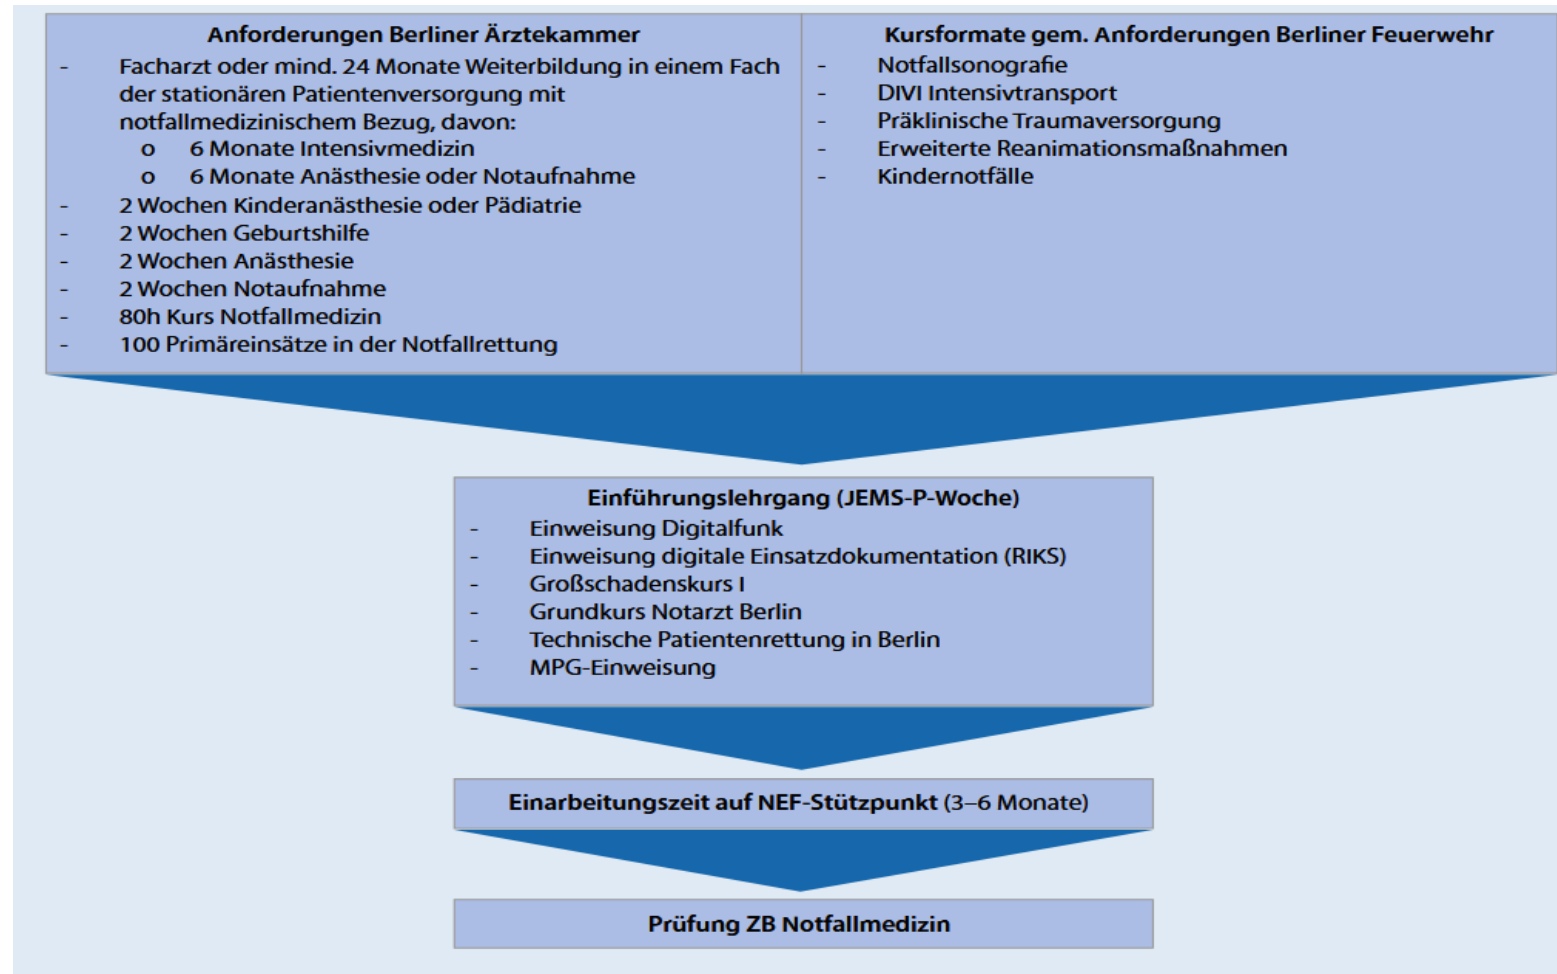 Anforderungen Berliner Ärztekammer
- Facharzt oder mind. 24 Monate Weiterbildung in einem Fach
der stationären Patientenversorgung mit
notfallmedizinischem Bezug, davon:
o 6 Monate Intensivmedizin
o 6 Monate Anästhesie oder Notaufnahme
- 2 Wochen Kinderanästhesie oder Pädiatrie
- 2 Wochen Geburtshilfe
- 2 Wochen Anästhesie
- 2 Wochen Notaufnahme
- 80h Kurs Notfallmedizin
- 100 Primäreinsätze in der Notfallrettung
Kursformate gem. Anforderungen Berliner Feuerwehr
- Notfallsonografie
- DIVI Intensivtransport
- Präklinische Traumaversorgung
- Erweiterte Reanimationsmaßnahmen
- Kindernotfälle
Einführungslehrgang (JEMS-P-Woche)
- Einweisung Digitalfunk
- Einweisung digitale Einsatzdokumentation (RIKS)
- Großschadenskurs I
- Grundkurs Notarzt Berlin
- Technische Patientenrettung in Berlin
- MPG-Einweisung
Einarbeitungszeit auf NEF-Stützpunkt (3–6 Monate)
Prüfung ZB Notfallmedizin